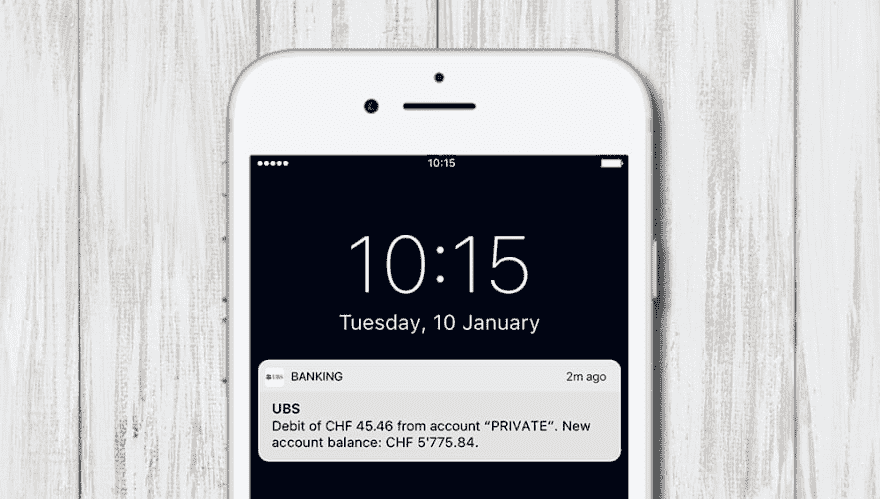 10:15
10:15
Tuesday, 10 January
BANKING 2m ago
UBS
Debit of CHF 45.46 from account “PRIVATE”. New
account balance: CHF 5'775.84.